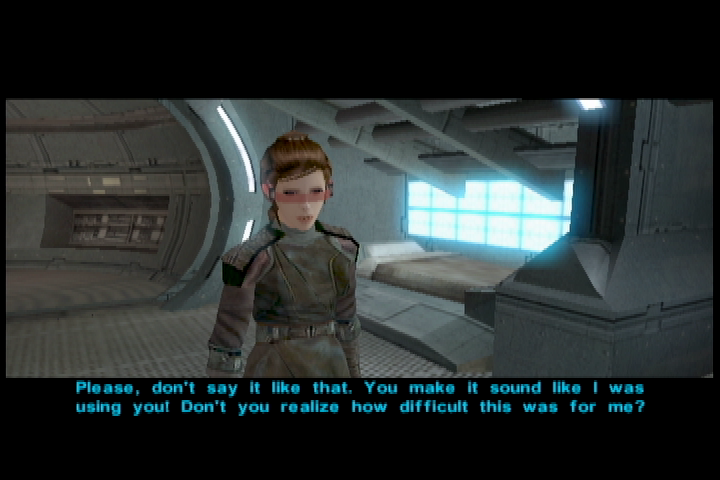 Please, don't say it like that. You make it sound like I was
using you! Don't you realize how difficult this was for me?